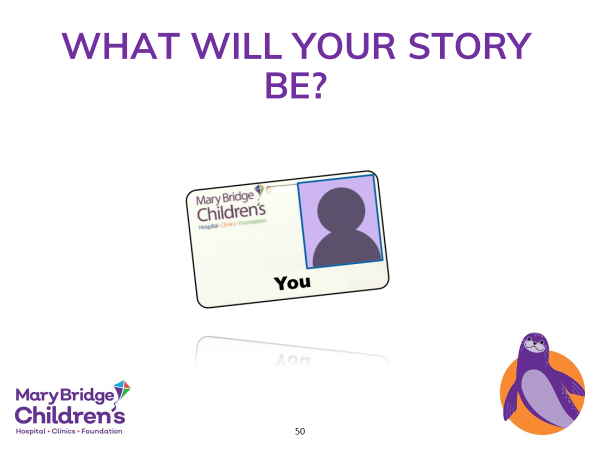 WHAT WILL YOUR STORY
BE?
Mary Bridge
Children's
Hospital • Clinics • Foundation
You
You
Mary Bridge
Children's
Hospital • Clinics • Foundation
50